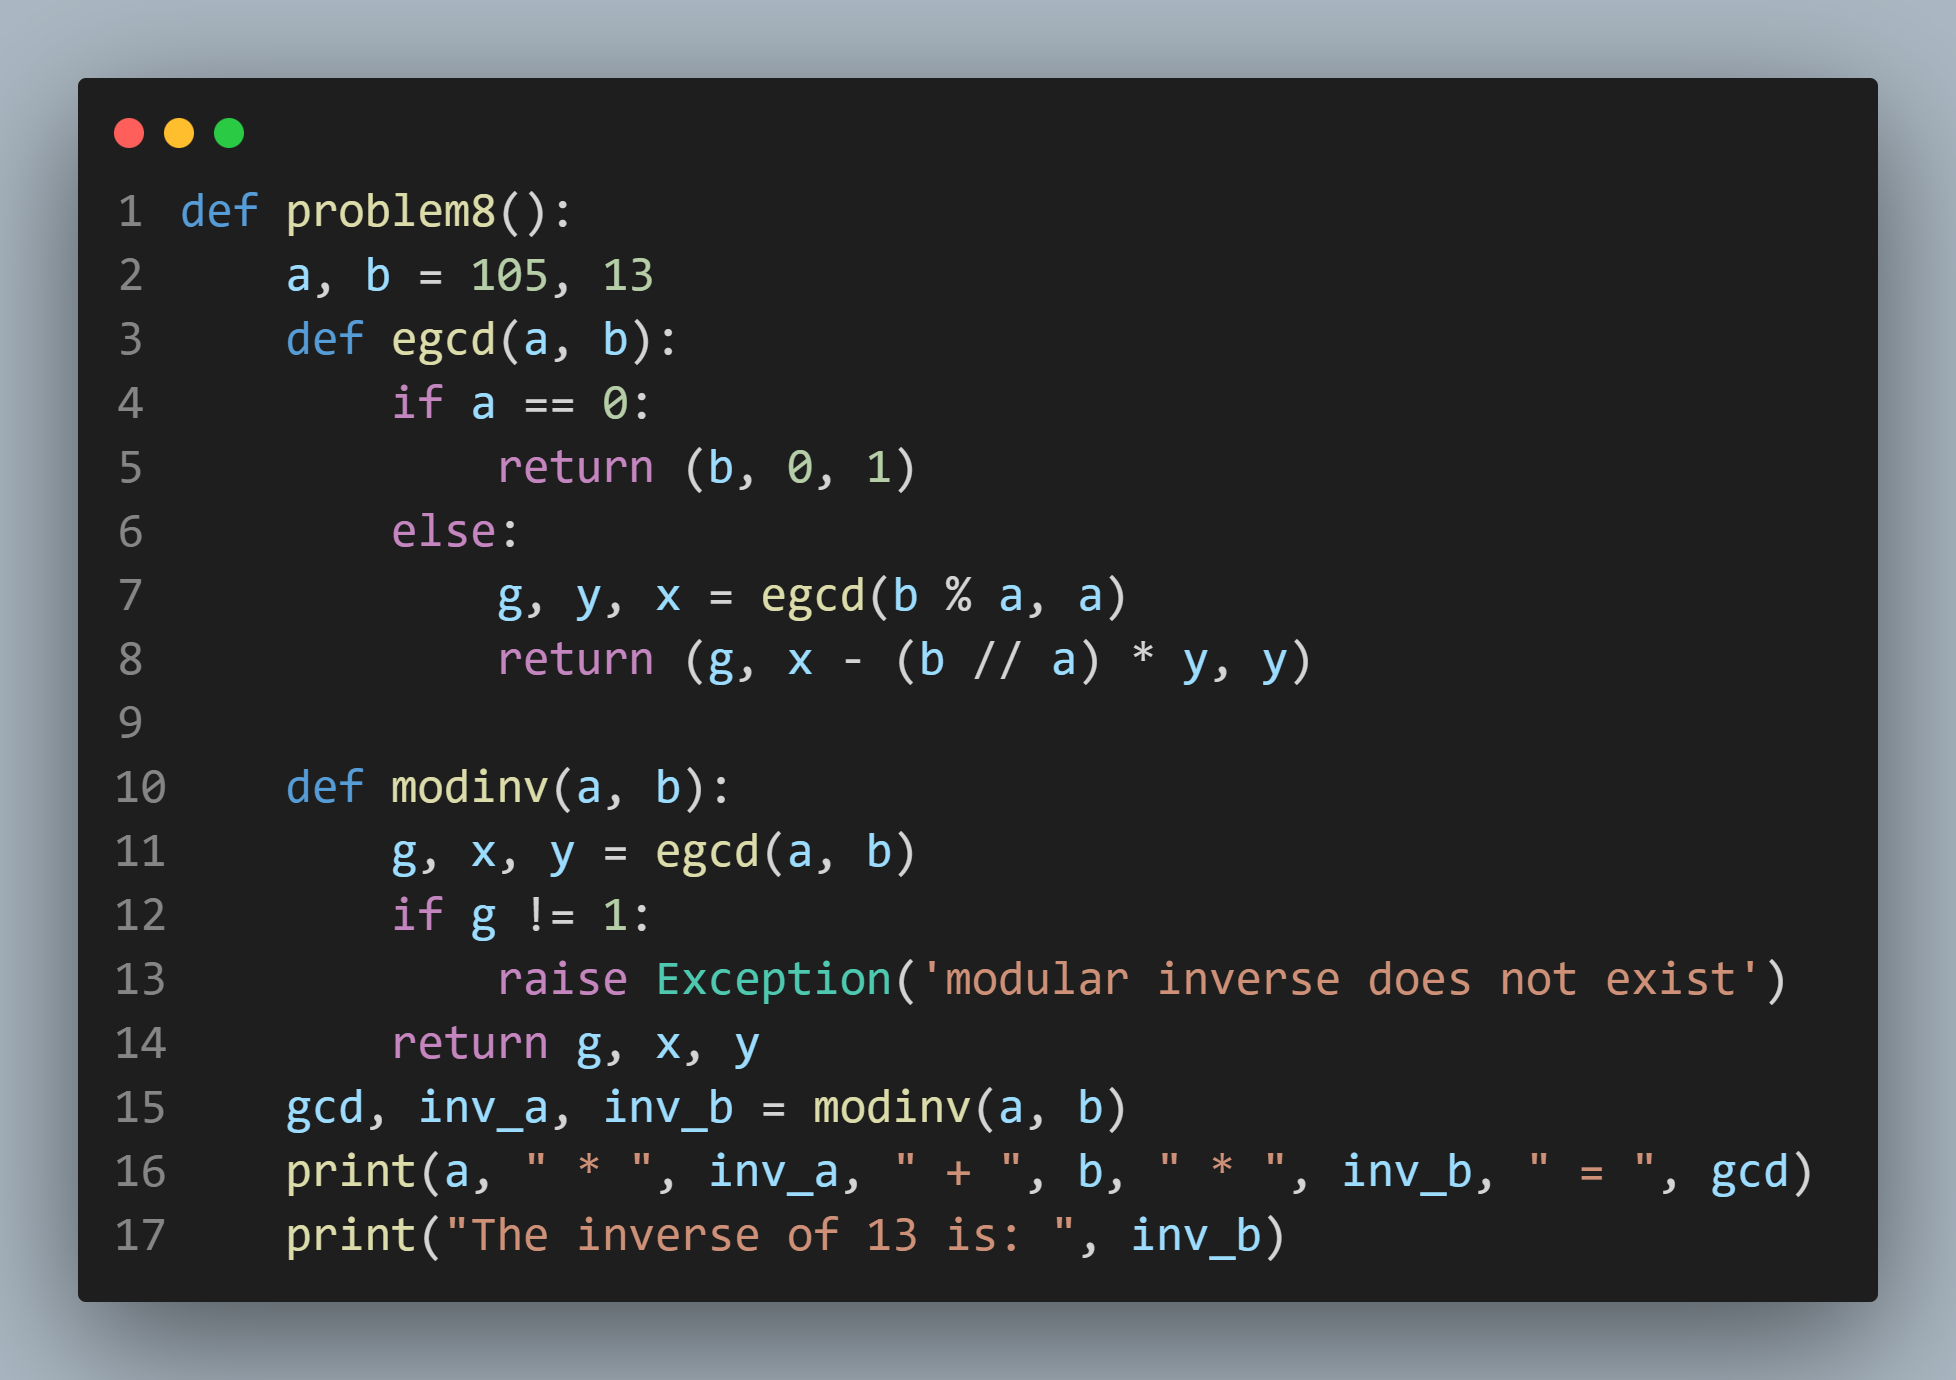 1 def problem8():
2     a, b = 105, 13
3     def egcd(a, b):
4         if a == 0:
5             return (b, 0, 1)
6         else:
7             g, y, x = egcd(b % a, a)
8             return (g, x - (b // a) * y, y)
9
10     def modinv(a, b):
11         g, x, y = egcd(a, b)
12         if g != 1:
13             raise Exception('modular inverse does not exist')
14         return g, x, y
15     gcd, inv_a, inv_b = modinv(a, b)
16     print(a, " * ", inv_a, " + ", b, " * ", inv_b, " = ", gcd)
17     print("The inverse of 13 is: ", inv_b)